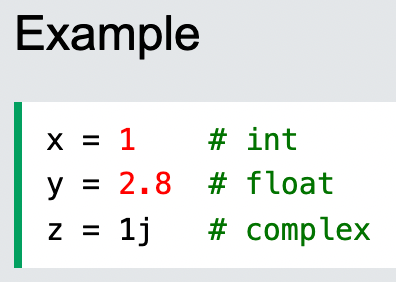 Example
x = 1    # int
y = 2.8  # float
z = 1j   # complex